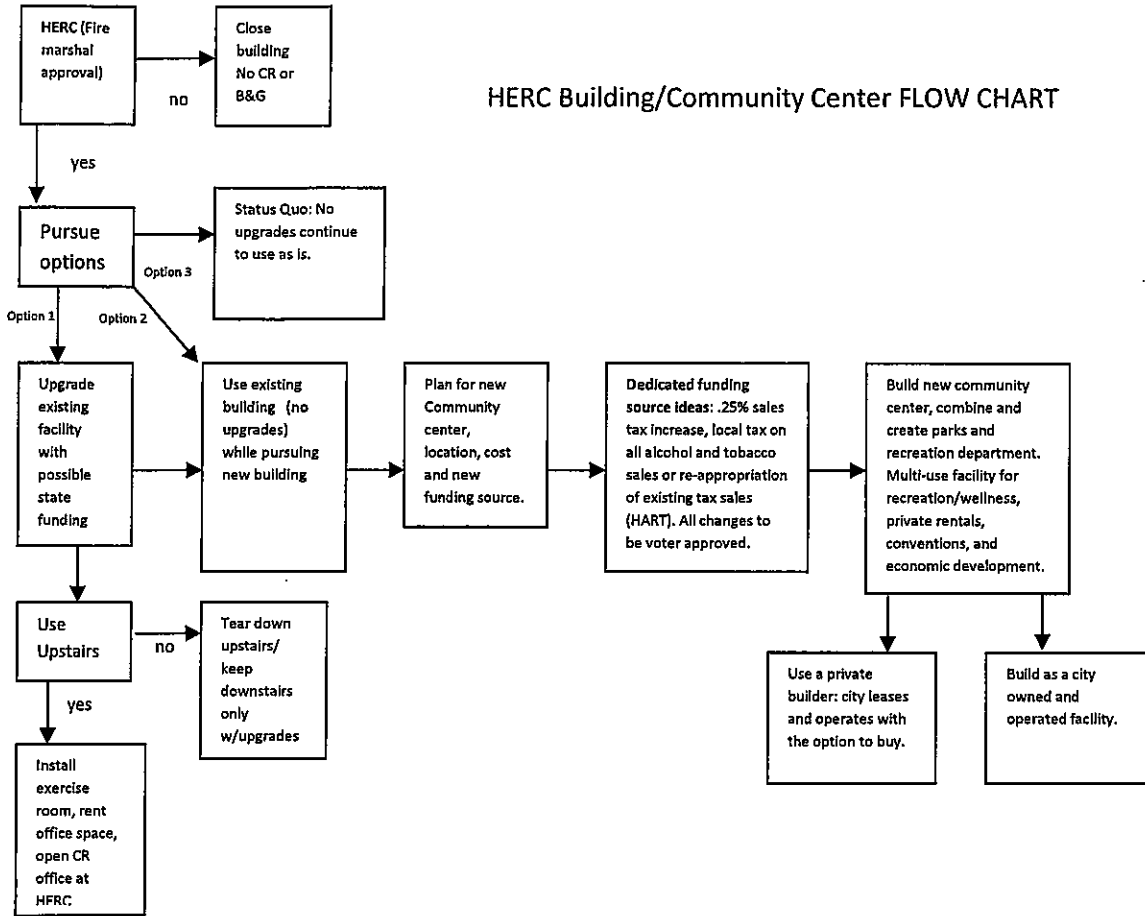 HERC (Fire
marshal
approval)
no
Close
building
No CR or
B&G
HERC Building/Community Center FLOW CHART
yes
Pursue
options
Option 3
Status Quo: No
upgrades continue
to use as is.
Option 1
Option 2
Upgrade
existing
facility
with
possible
state
funding
Use existing
building (no
upgrades)
while pursuing
new building
Plan for new
Community
center,
location, cost
and new
funding source.
Dedicated funding
source ideas: .25% sales
tax increase, local tax on
all alcohol and tobacco
sales or re-appropriation
of existing tax sales
(HART). All changes to
be voter approved.
Build new community
center, combine and
create parks and
recreation department.
Multi-use facility for
recreation/wellness,
private rentals,
conventions, and
economic development.
Use
Upstairs
no
Tear down
upstairs/
keep
downstairs
only
w/upgrades
yes
Install
exercise
room, rent
office space,
open CR
office at
HERC
Use a private
builder: city leases
and operates with
the option to buy.
Build as a city
owned and
operated facility.